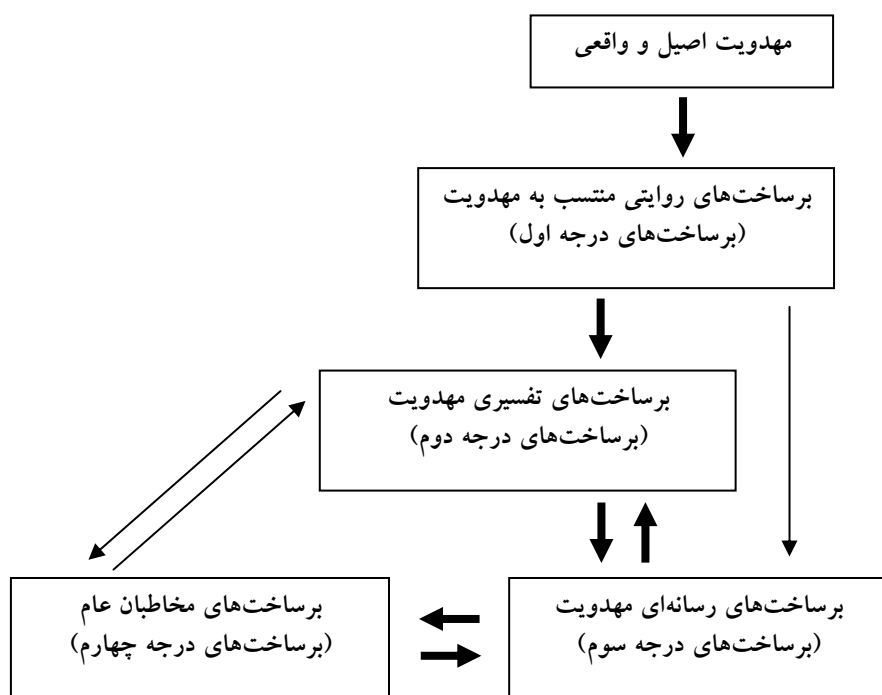 مهدویت اصیل و واقعی
برساخت‌های روایتی منتسب به مهدویت
(برساخت‌های درجه اول)
برساخت‌های تفسیری مهدویت
(برساخت‌های درجه دوم)
برساخت‌های رسانه‌ای مهدویت
(برساخت‌های درجه سوم)
برساخت‌های مخاطبان عام
(برساخت‌های درجه چهارم)